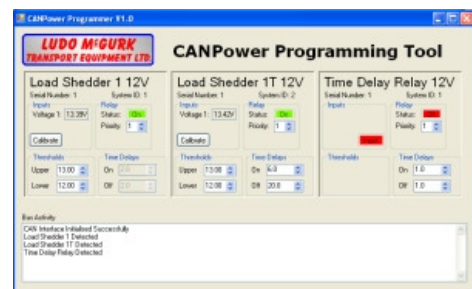 CANPower Programmer V1.0
LUDO McGURK
TRANSPORT EQUIPMENT LTD
CANPower Programming Tool
Load Shedder 1 12V
Serial Number: 1 System ID: 1
Inputs
Relay
Voltage 1: 13.39V
Status: On
Priority: 1
Calibrate
Thresholds
Time Delays
Upper 13.00
On 2.0
Lower 12.00
Off 2.0
Load Shedder 1T 12V
Serial Number: 1 System ID: 2
Inputs
Relay
Voltage 1: 13.42V
Status: On
Priority: 1
Calibrate
Thresholds
Time Delays
Upper 13.00
On 6.0
Lower 12.00
Off 20.0
Time Delay Relay 12V
Serial Number: 1 System ID: 1
Inputs
Relay
Status:
Priority: 1
Thresholds
Time Delays
On 1.0
Off 1.0
Bus Activity
CAN Interface Initialised Successfully
Load Shedder 1 Detected
Load Shedder 1T Detected
Time Delay Relay Detected